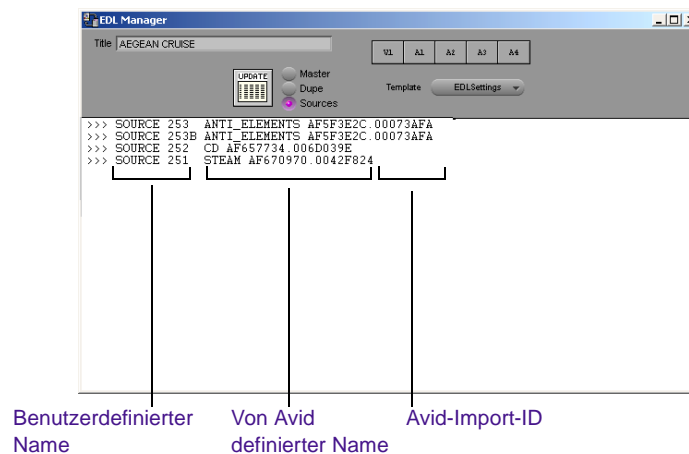 EDL Manager
Title AEGEAN CRUISE
V1 A1 A2 A3 A4
UPDATE
Master
Dupe
Sources
Template EDLSettings
>>> SOURCE 253 ANTI_ELEMENTS AF5F3E2C.00073AFA
>>> SOURCE 253B ANTI_ELEMENTS AF5F3E2C.00073AFA
>>> SOURCE 252 CD AF657734.006D039E
>>> SOURCE 251 STEAM AF670970.0042F824
Benutzerdefinierter Name
Von Avid definierter Name
Avid-Import-ID